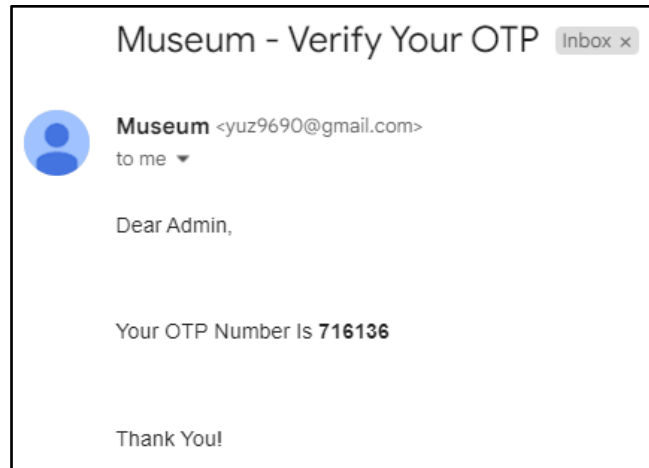 Museum - Verify Your OTP Inbox ×
Museum <yuz9690@gmail.com>
to me
Dear Admin,
Your OTP Number Is 716136
Thank You!